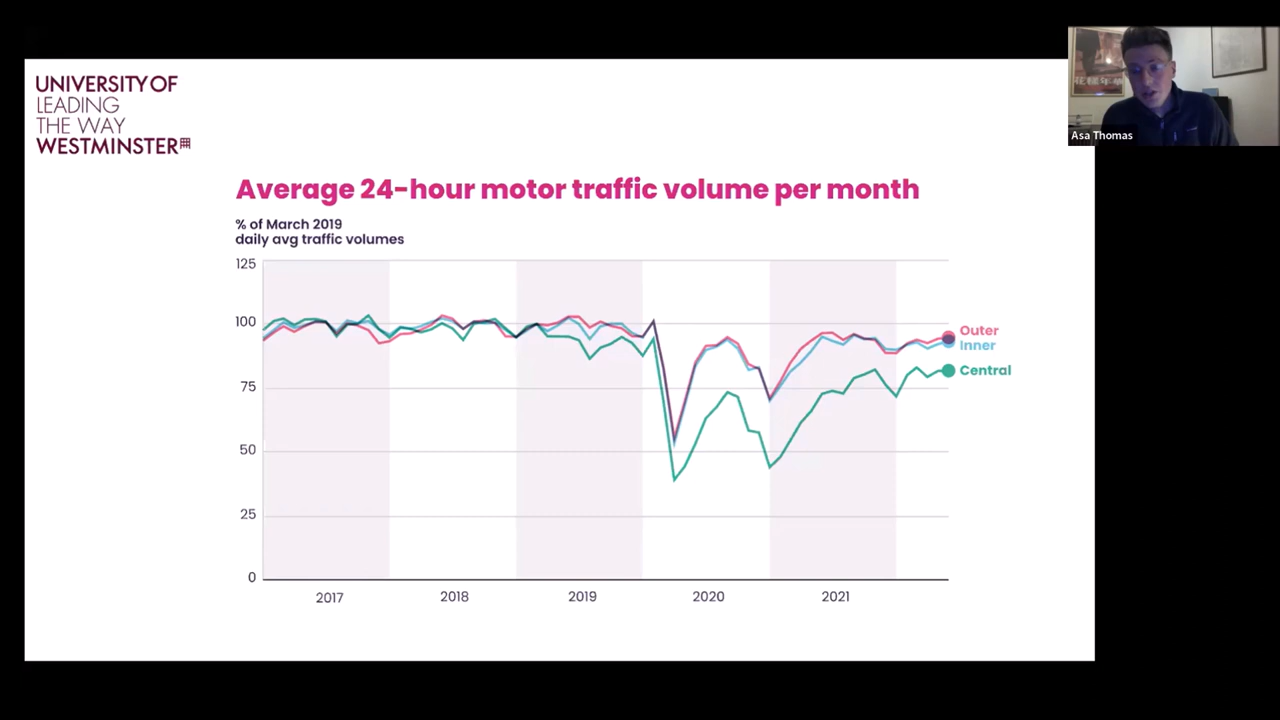 UNIVERSITY OF
LEADING
THE WAY
WESTMINSTER
Asa Thomas
Average 24-hour motor traffic volume per month
% of March 2019
daily avg traffic volumes
125
100
75
50
25
0
Outer
Inner
Central
2017
2018
2019
2020
2021